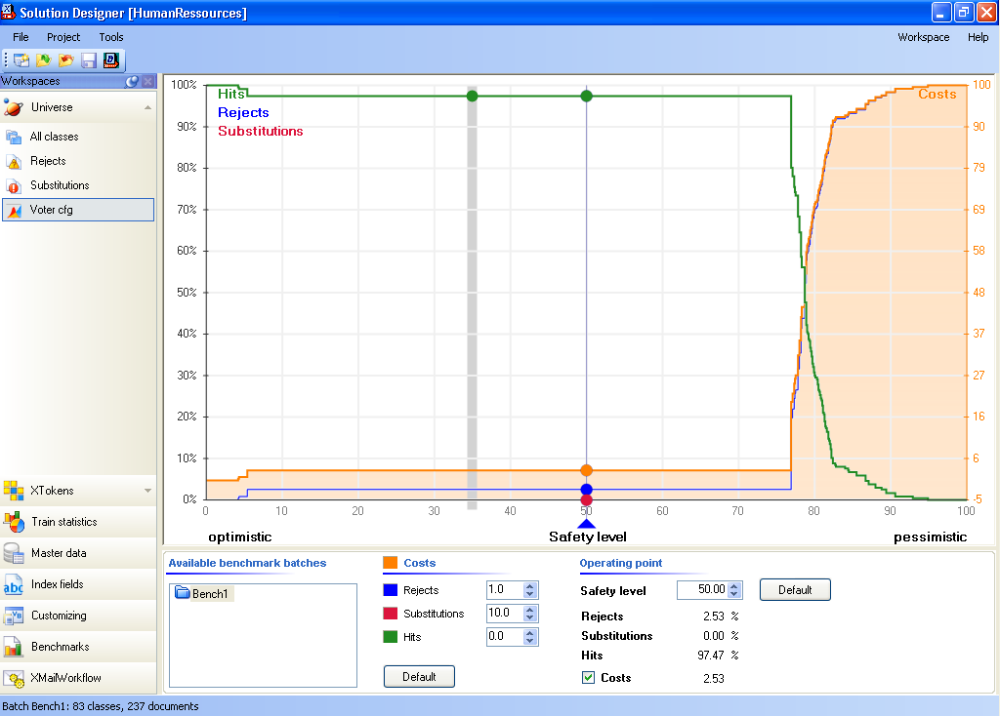 Solution Designer [HumanRessources]
File Project Tools Workspace Help
Workspaces
Universe
All classes
Rejects
Substitutions
Voter cfg
XTokens
Train statistics
Master data
Index fields
Customizing
Benchmarks
XMailWorkflow
100%
90%
80%
70%
60%
50%
40%
30%
20%
10%
0%
Hits
Rejects
Substitutions
Costs
100
90
79
69
58
48
37
27
16
6
-5
0 10 20 30 40 50 60 70 80 90 100
optimistic Safety level pessimistic
Available benchmark batches
Bench1
Costs
Rejects 1.0
Substitutions 10.0
Hits 0.0
Default
Operating point
Safety level 50.00 Default
Rejects 2.53 %
Substitutions 0.00 %
Hits 97.47 %
Costs 2.53
Batch Bench1: 83 classes, 237 documents